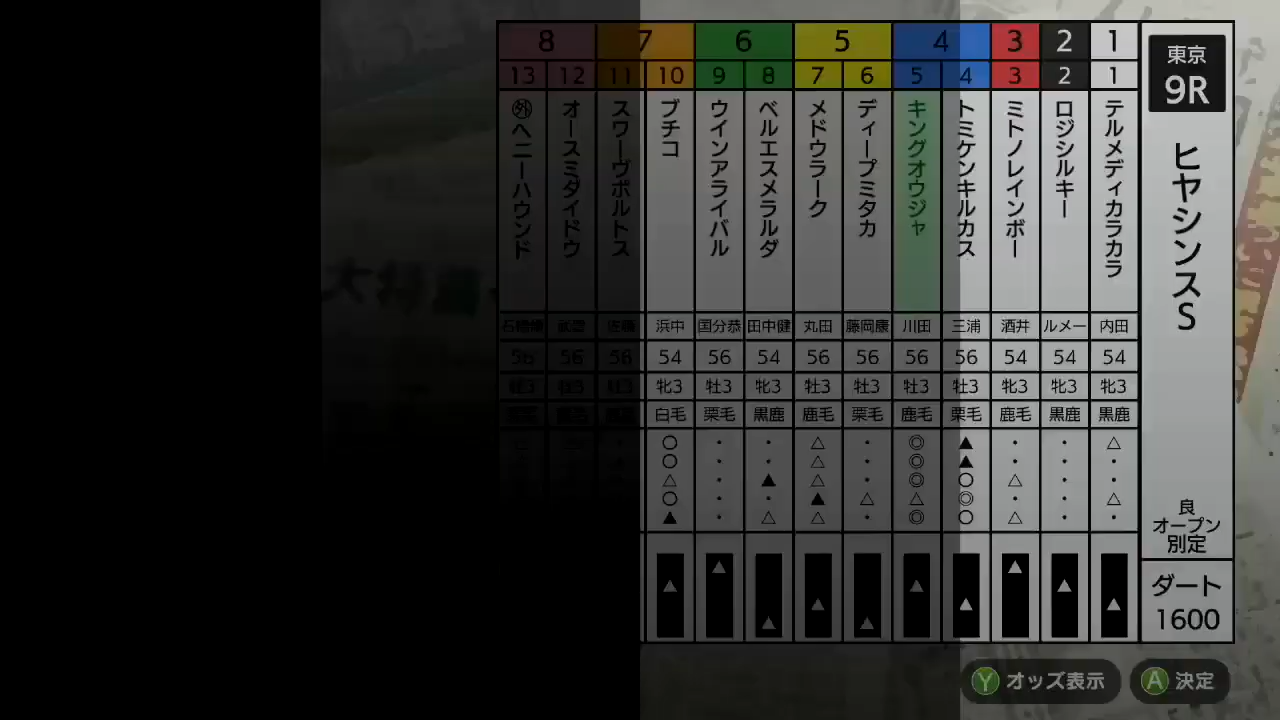 東京
9R
ヒヤシンスS
良
オープン
別定
ダート
1600
8 7 6 5 4 3 2 1
13 12 11 10 9 8 7 6 5 4 3 2 1
テルメディカラカラ
ロジシルキー
ミトノレインボー
トミケンキルカス
キングオウジャ
ディープミタカ
メドウラーク
ベルエスメラルダ
ウインアライバル
ブチコ
スワーヴボルトス
オースミダイドウ
外ヘニーハウンド
浜中 国分恭 田中健 丸田 藤岡康 川田 三浦 酒井 ルメー 内田
56 56 56 54 56 54 56 56 56 56 54 54 54
牡3 牡3 牡3 牝3 牡3 牝3 牡3 牡3 牡3 牡3 牝3 牝3 牝3
白毛 栗毛 黒鹿 鹿毛 栗毛 鹿毛 栗毛 鹿毛 黒鹿 黒鹿
Y オッズ表示 A 決定